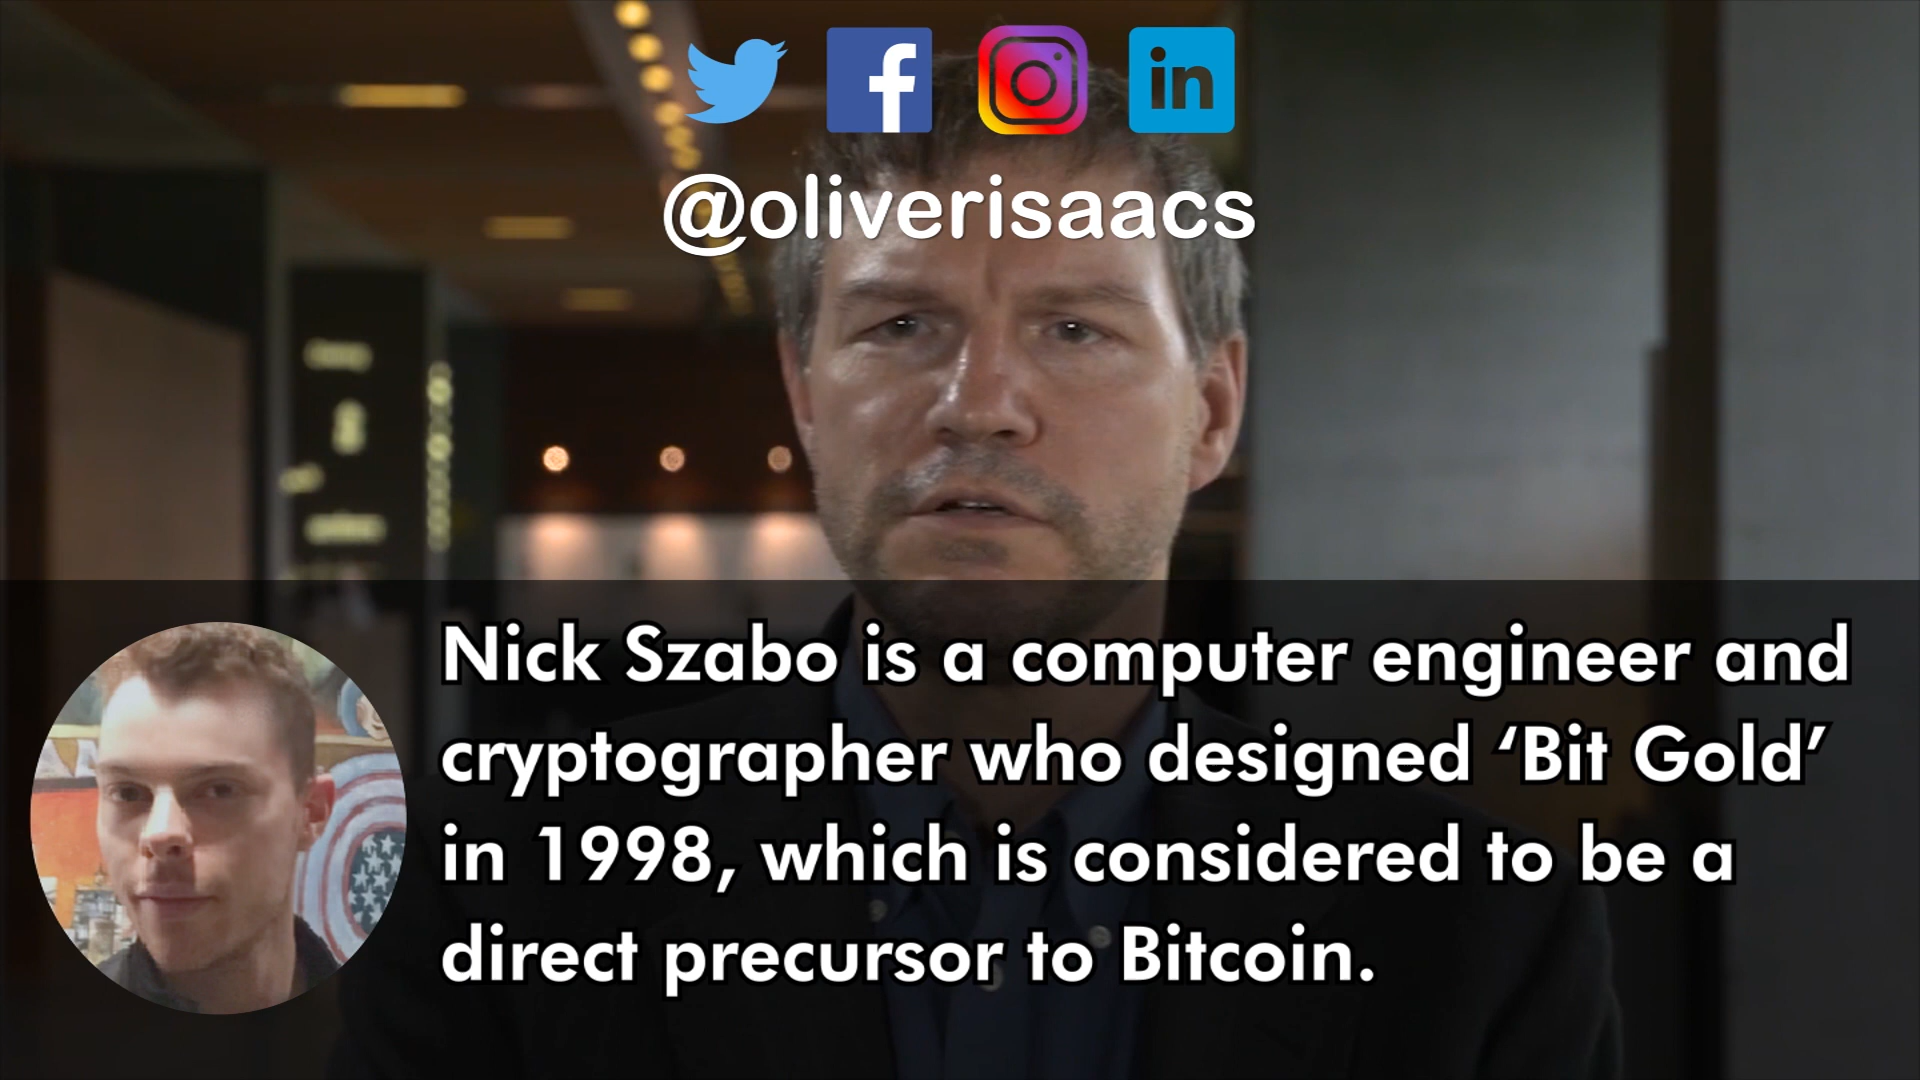 @oliverisaacs
Nick Szabo is a computer engineer and
cryptographer who designed ‘Bit Gold’
in 1998, which is considered to be a
direct precursor to Bitcoin.